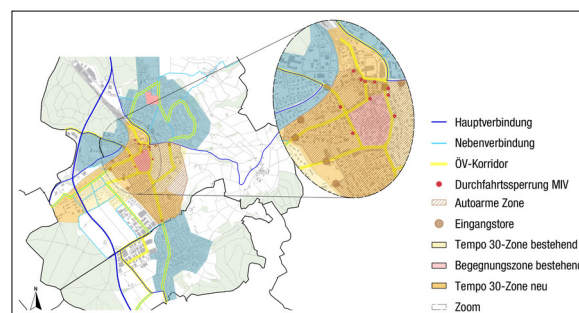 Hauptverbindung
Nebenverbindung
ÖV-Korridor
Durchfahrtssperrung MIV
Autoarme Zone
Eingangstore
Tempo 30-Zone bestehend
Begegnungszone bestehend
Tempo 30-Zone neu
Zoom
N